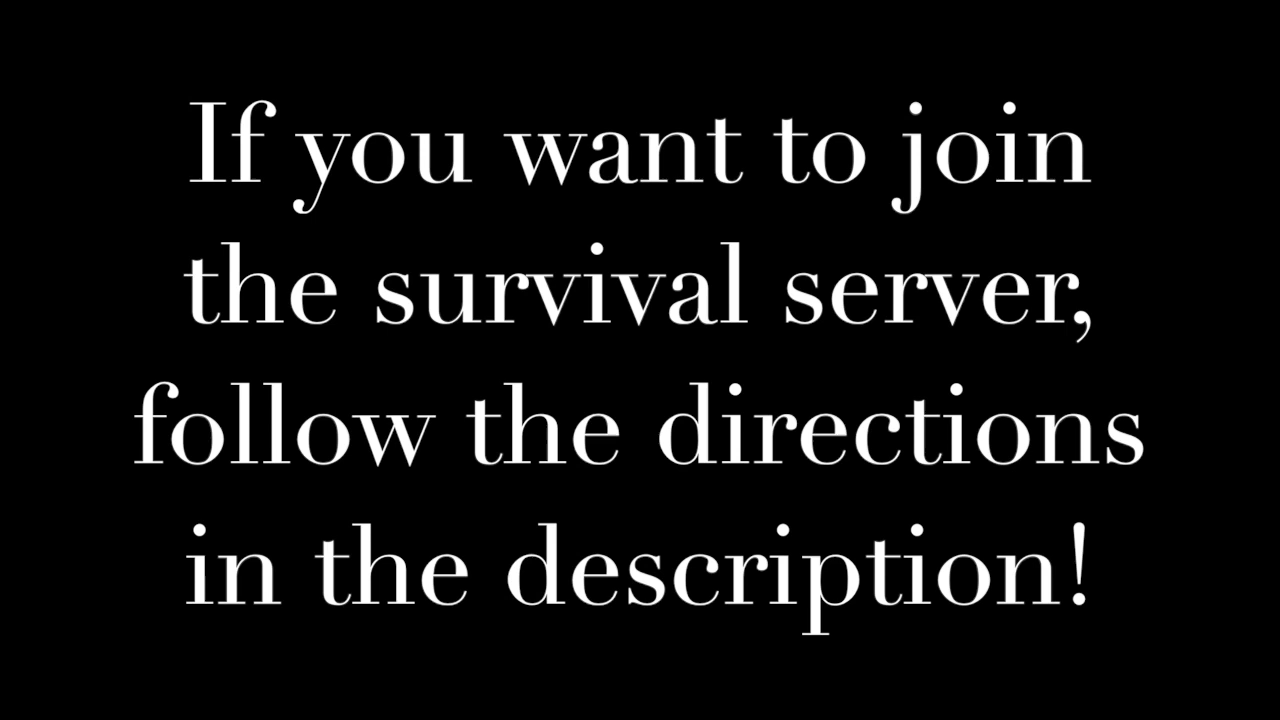 If you want to join
the survival server,
follow the directions
in the description!